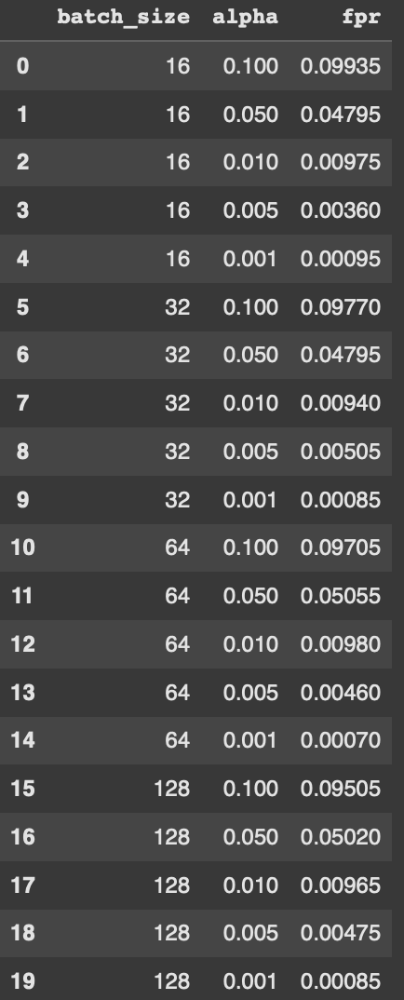 batch_size alpha fpr
0 16 0.100 0.09935
1 16 0.050 0.04795
2 16 0.010 0.00975
3 16 0.005 0.00360
4 16 0.001 0.00095
5 32 0.100 0.09770
6 32 0.050 0.04795
7 32 0.010 0.00940
8 32 0.005 0.00505
9 32 0.001 0.00085
10 64 0.100 0.09705
11 64 0.050 0.05055
12 64 0.010 0.00980
13 64 0.005 0.00460
14 64 0.001 0.00070
15 128 0.100 0.09505
16 128 0.050 0.05020
17 128 0.010 0.00965
18 128 0.005 0.00475
19 128 0.001 0.00085